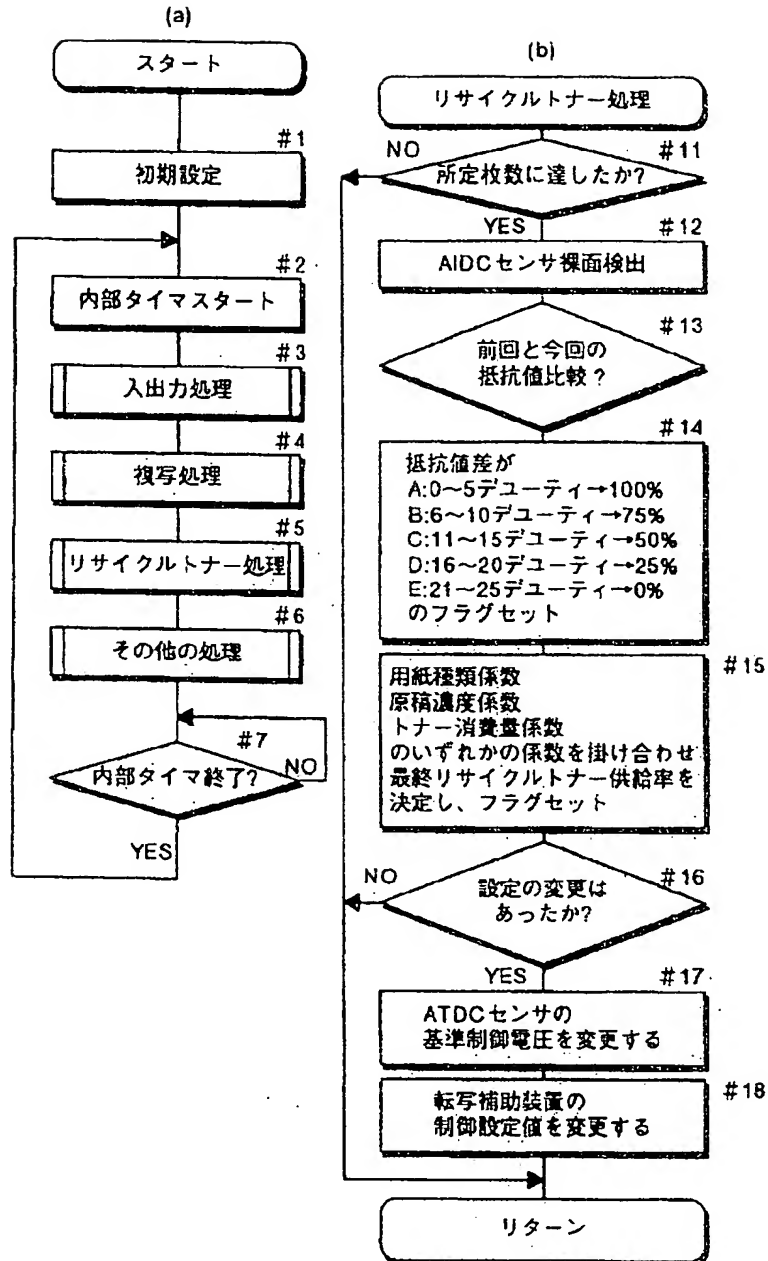 (a)
スタート
#1
初期設定
#2
内部タイマスタート
#3
入出力処理
#4
複写処理
#5
リサイクルトナー処理
#6
その他の処理
#7
内部タイマ終了?
NO
YES
(b)
リサイクルトナー処理
NO
#11
所定枚数に達したか?
YES
#12
AIDCセンサ裸面検出
#13
前回と今回の
抵抗値比較?
#14
抵抗値差が
A:0～5デユーティ→100%
B:6～10デユーティ→75%
C:11～15デユーティ→50%
D:16～20デユーティ→25%
E:21～25デユーティ→0%
のフラグセット
#15
用紙種類係数
原稿濃度係数
トナー消費量係数
のいずれかの係数を掛け合わせ
最終リサイクルトナー供給率を
決定し、フラグセット
NO
#16
設定の変更は
あったか?
YES
#17
ATDCセンサの
基準制御電圧を変更する
#18
転写補助装置の
制御設定値を変更する
リターン